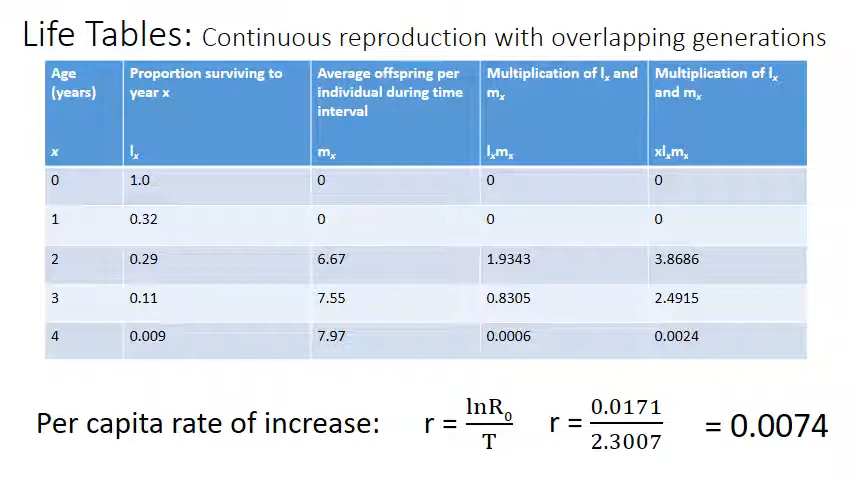 Life Tables: Continuous reproduction with overlapping generations
Age (years) x | Proportion surviving to year x lₓ | Average offspring per individual during time interval mₓ | Multiplication of lₓ and mₓ lₓmₓ | Multiplication of lₓ and mₓ xlₓmₓ
0 | 1.0 | 0 | 0 | 0
1 | 0.32 | 0 | 0 | 0
2 | 0.29 | 6.67 | 1.9343 | 3.8686
3 | 0.11 | 7.55 | 0.8305 | 2.4915
4 | 0.009 | 7.97 | 0.0006 | 0.0024
Per capita rate of increase: r = lnR₀ / T r = 0.0171 / 2.3007 = 0.0074